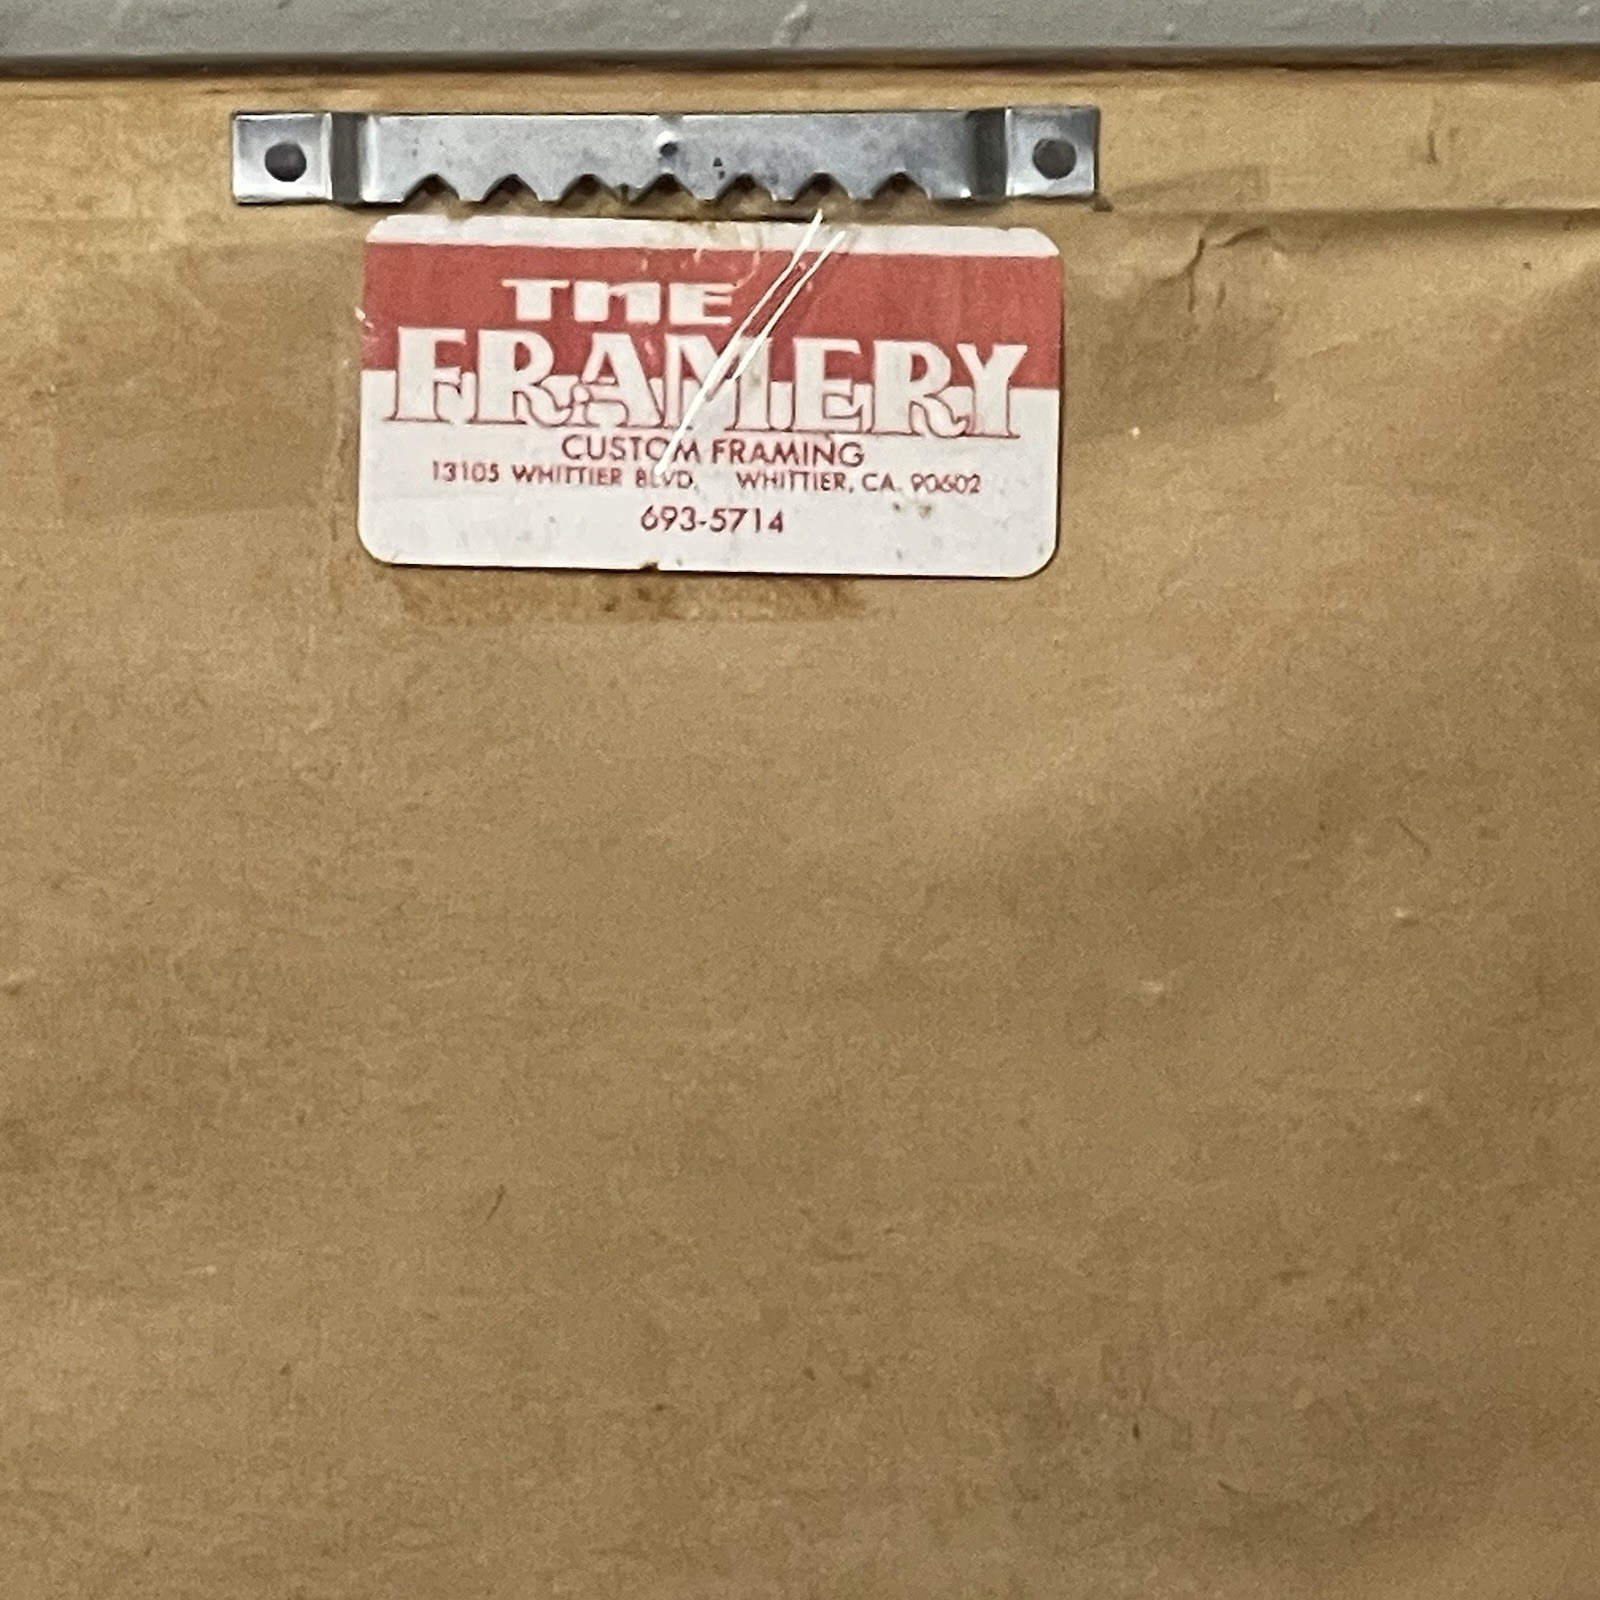 THE
FRAMERY
CUSTOM FRAMING
13105 WHITTIER BLVD. WHITTIER, CA. 90602
693-5714